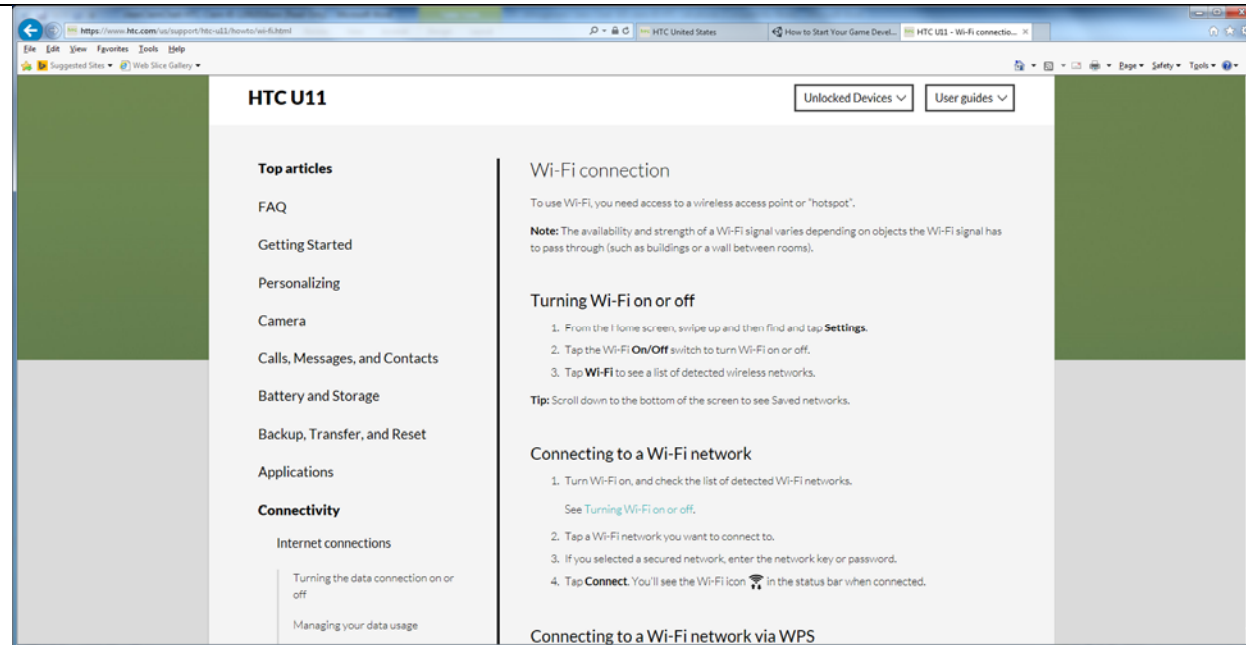 https://www.htc.com/us/support/htc-u11/howto/wi-fi.html
HTC United States
How to Start Your Game Devel...
HTC U11 - Wi-Fi connectio...
File Edit View Favorites Tools Help
Suggested Sites
Web Slice Gallery
Page Safety Tools
HTC U11
Unlocked Devices
User guides
Top articles
FAQ
Getting Started
Personalizing
Camera
Calls, Messages, and Contacts
Battery and Storage
Backup, Transfer, and Reset
Applications
Connectivity
Internet connections
Turning the data connection on or
off
Managing your data usage
Wi-Fi connection
To use Wi-Fi, you need access to a wireless access point or "hotspot".
Note: The availability and strength of a Wi-Fi signal varies depending on objects the Wi-Fi signal has
to pass through (such as buildings or a wall between rooms).
Turning Wi-Fi on or off
1. From the Home screen, swipe up and then find and tap Settings.
2. Tap the Wi-Fi On/Off switch to turn Wi-Fi on or off.
3. Tap Wi-Fi to see a list of detected wireless networks.
Tip: Scroll down to the bottom of the screen to see Saved networks.
Connecting to a Wi-Fi network
1. Turn Wi-Fi on, and check the list of detected Wi-Fi networks.
See Turning Wi-Fi on or off.
2. Tap a Wi-Fi network you want to connect to.
3. If you selected a secured network, enter the network key or password.
4. Tap Connect. You'll see the Wi-Fi icon in the status bar when connected.
Connecting to a Wi-Fi network via WPS